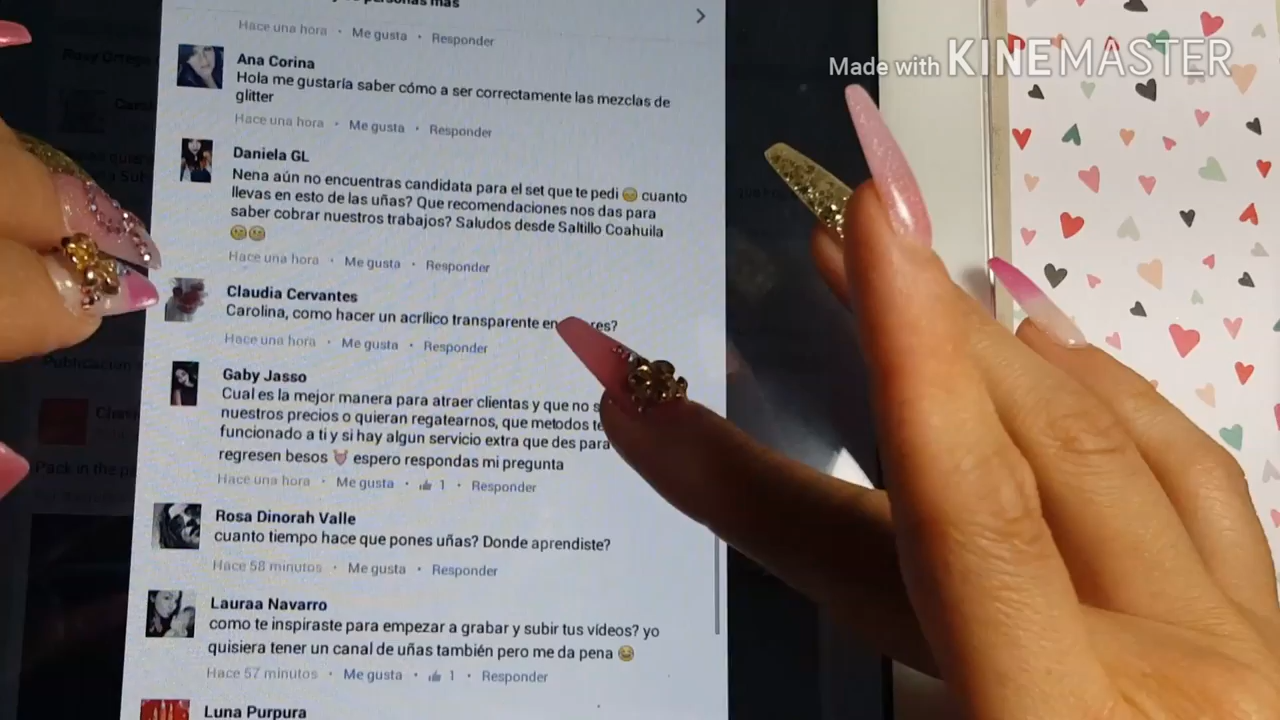 personas más
Hace una hora · Me gusta · Responder
Ana Corina
Hola me gustaría saber cómo a ser correctamente las mezclas de
glitter
Hace una hora · Me gusta · Responder
Daniela GL
Nena aún no encuentras candidata para el set que te pedi 😁 cuanto
llevas en esto de las uñas? Que recomendaciones nos das para
saber cobrar nuestros trabajos? Saludos desde Saltillo Coahuila
😁😁
Hace una hora · Me gusta · Responder
Claudia Cervantes
Carolina, como hacer un acrílico transparente en res?
Hace una hora · Me gusta · Responder
Gaby Jasso
Cual es la mejor manera para atraer clientas y que no s
nuestros precios o quieran regatearnos, que metodos te
funcionado a ti y si hay algun servicio extra que des para
regresen besos espero respondas mi pregunta
Hace una hora · Me gusta · 1 · Responder
Rosa Dinorah Valle
cuanto tiempo hace que pones uñas? Donde aprendiste?
Hace 58 minutos · Me gusta · Responder
Lauraa Navarro
como te inspiraste para empezar a grabar y subir tus vídeos? yo
quisiera tener un canal de uñas también pero me da pena 😂
Hace 57 minutos · Me gusta · 1 · Responder
Luna Purpura
Made with KINEMASTER